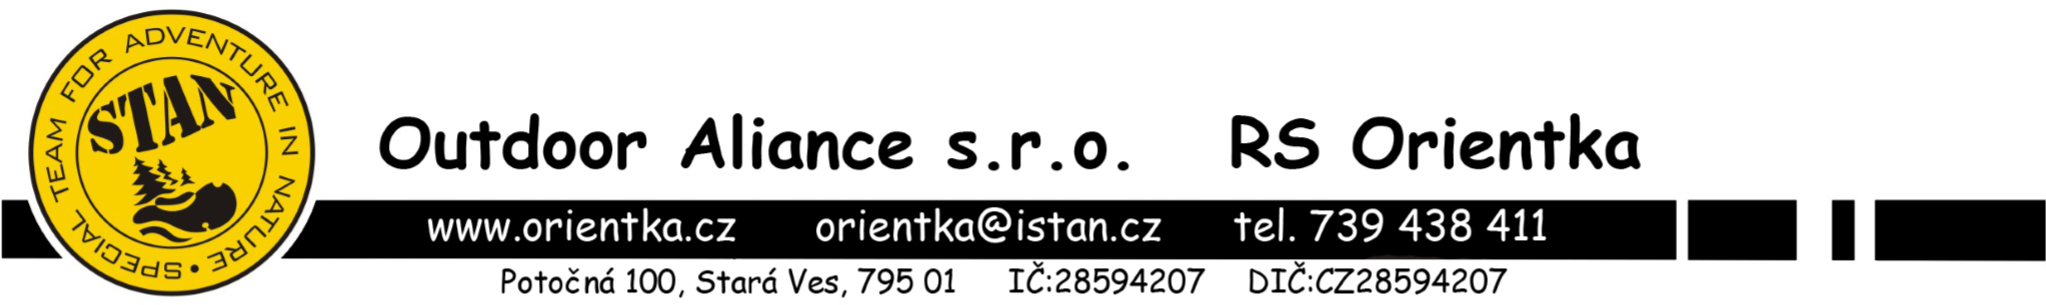 SPECIAL TEAM FOR ADVENTURE IN NATURE •
STAN
Outdoor Aliance s.r.o. RS Orientka
www.orientka.cz orientka@istan.cz tel. 739 438 411
Potočná 100, Stará Ves, 795 01 IČ:28594207 DIČ:CZ28594207